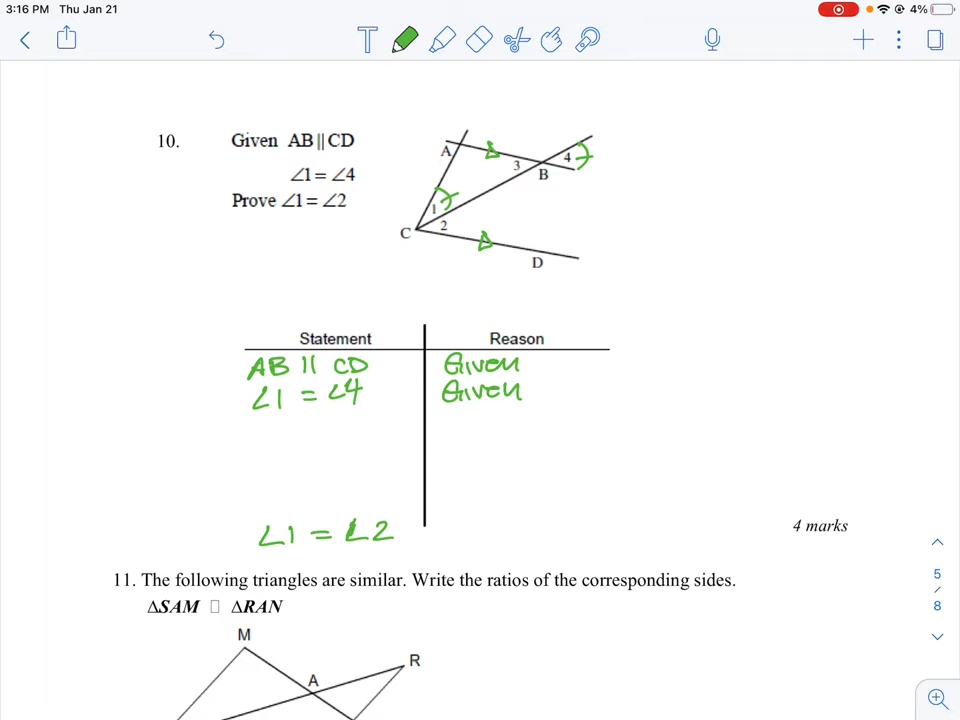 3:16 PM Thu Jan 21 4%
10. Given AB || CD
∠1 = ∠4
Prove ∠1 = ∠2
A 3 4 B
1 2 C D
Statement Reason
AB || CD Given
∠1 = ∠4 Given
∠1 = ∠2
4 marks
11. The following triangles are similar. Write the ratios of the corresponding sides.
ΔSAM ΔRAN
M
R
A
5
/
8
T